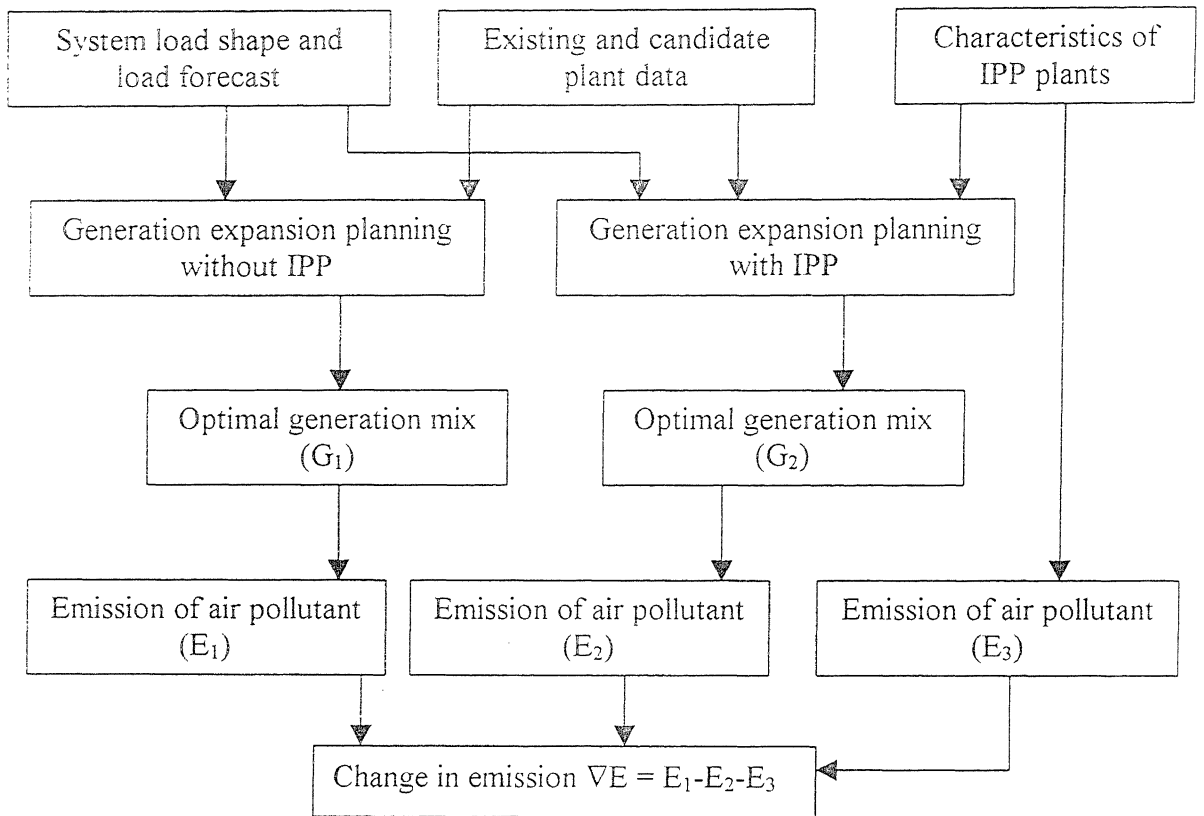 System load shape and
load forecast
Existing and candidate
plant data
Characteristics of
IPP plants
Generation expansion planning
without IPP
Generation expansion planning
with IPP
Optimal generation mix
(G₁)
Optimal generation mix
(G₂)
Emission of air pollutant
(E₁)
Emission of air pollutant
(E₂)
Emission of air pollutant
(E₃)
Change in emission ∇E = E₁-E₂-E₃